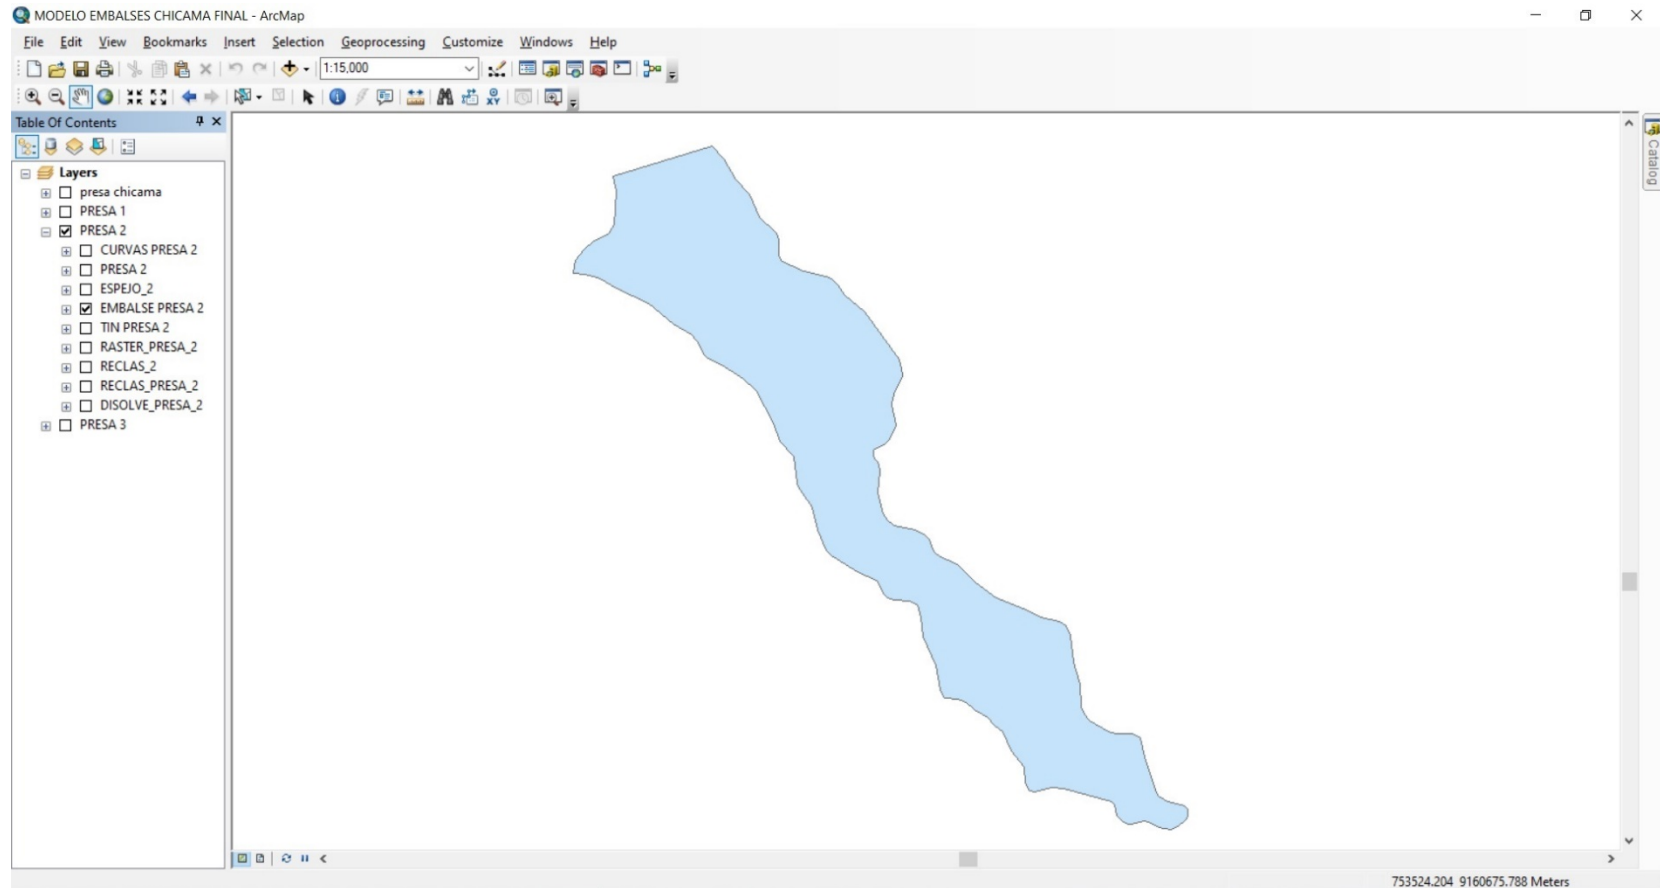 MODELO EMBALSES CHICAMA FINAL - ArcMap
File Edit View Bookmarks Insert Selection Geoprocessing Customize Windows Help
1:15,000
Table Of Contents
Layers
presa chicama
PRESA 1
PRESA 2
CURVAS PRESA 2
PRESA 2
ESPEJO_2
EMBALSE PRESA 2
TIN PRESA 2
RASTER_PRESA_2
RECLAS_2
RECLAS_PRESA_2
DISOLVE_PRESA_2
PRESA 3
Catalog
753524.204 9160675.788 Meters